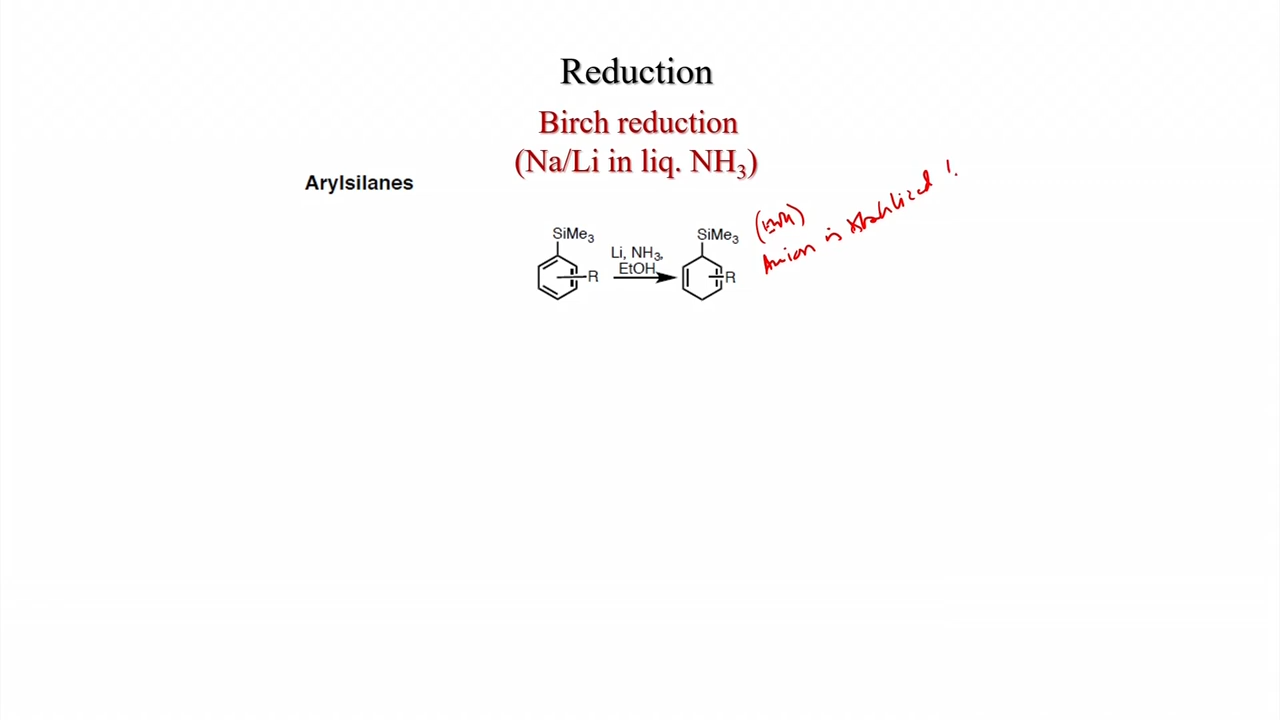 Reduction
Birch reduction
(Na/Li in liq. NH₃)
Arylsilanes
SiMe₃
R
Li, NH₃,
EtOH
SiMe₃
R
Anion is stabilized !